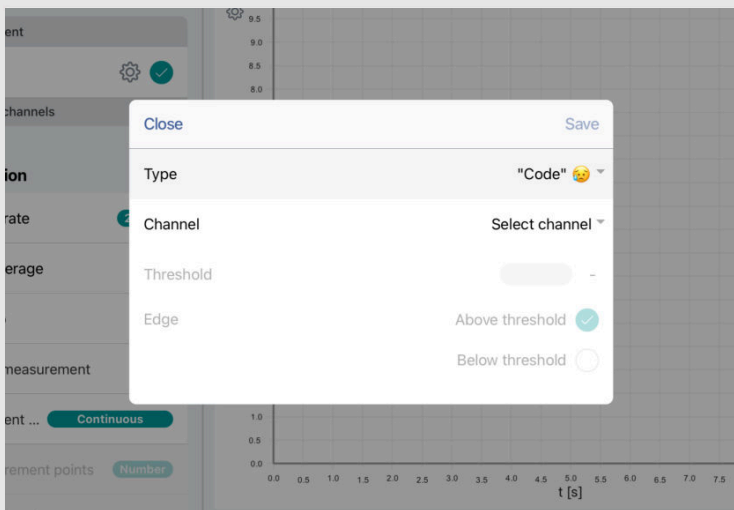 ent
channels
ion
rate
erage
measurement
ent ... Continuous
rement points Number
9.5
9.0
8.5
8.0
Close Save
Type "Code" 😥
Channel Select channel
Threshold -
Edge Above threshold
Below threshold
1.0
0.5
0.0
0.0 0.5 1.0 1.5 2.0 2.5 3.0 3.5 4.0 4.5 5.0 5.5 6.0 6.5 7.0 7.5
t [s]